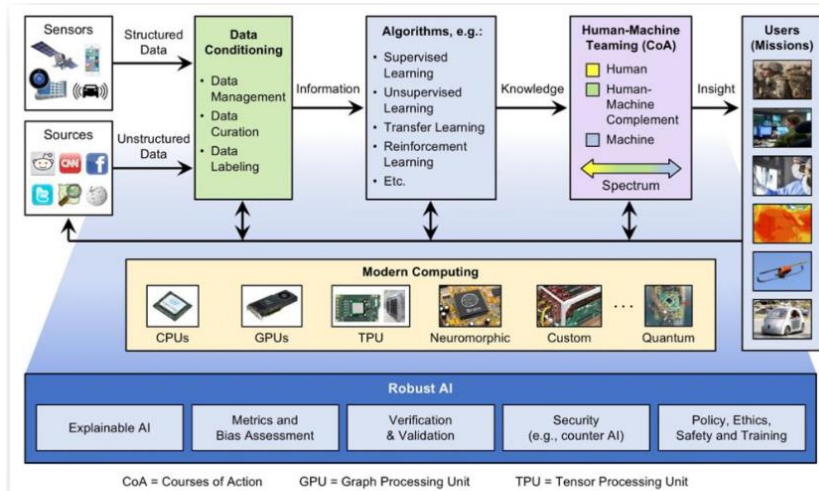 Sensors
Structured
Data
Sources
CNN
Unstructured
Data
Data
Conditioning
• Data
Management
• Data
Curation
• Data
Labeling
Information
Algorithms, e.g.:
• Supervised
Learning
• Unsupervised
Learning
• Transfer Learning
• Reinforcement
Learning
• Etc.
Knowledge
Human-Machine
Teaming (CoA)
Human
Human-
Machine
Complement
Machine
Spectrum
Insight
Users
(Missions)
Modern Computing
CPUs
GPUs
TPU
Neuromorphic
Custom
...
Quantum
Robust AI
Explainable AI
Metrics and
Bias Assessment
Verification
& Validation
Security
(e.g., counter AI)
Policy, Ethics,
Safety and Training
CoA = Courses of Action GPU = Graph Processing Unit TPU = Tensor Processing Unit